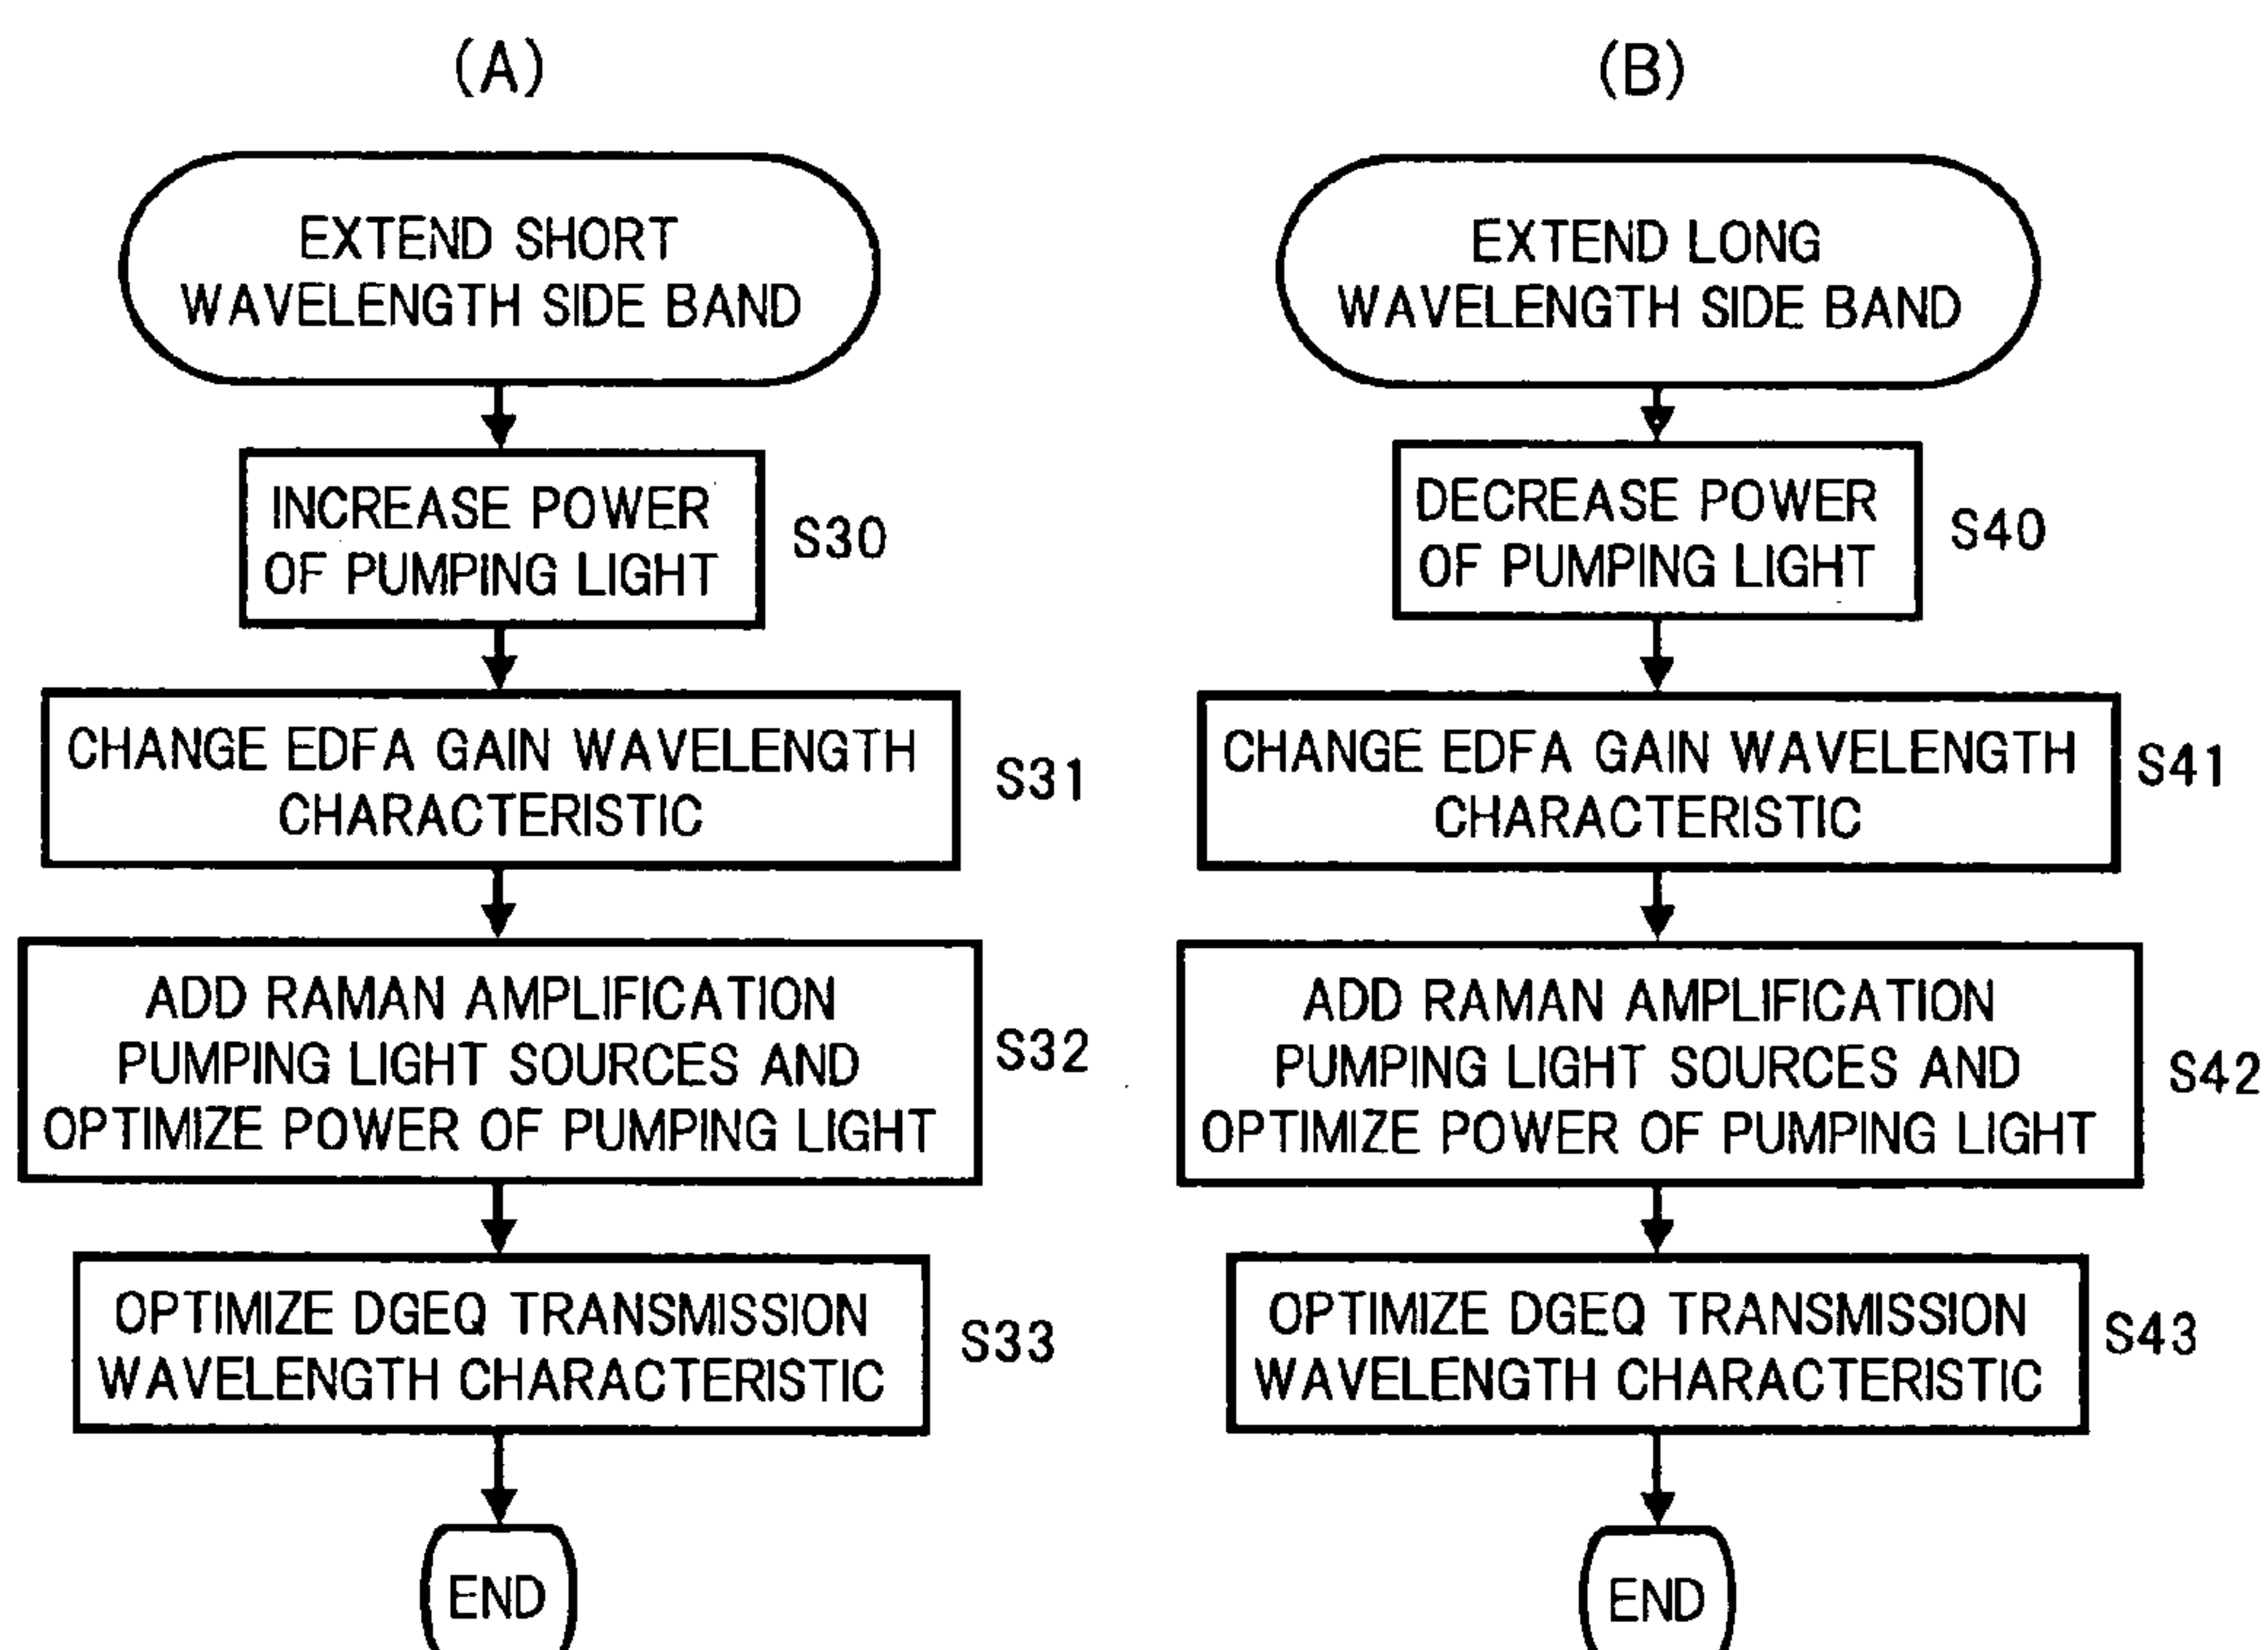 (A)
EXTEND SHORT
WAVELENGTH SIDE BAND
INCREASE POWER
OF PUMPING LIGHT
S30
CHANGE EDFA GAIN WAVELENGTH
CHARACTERISTIC
S31
ADD RAMAN AMPLIFICATION
PUMPING LIGHT SOURCES AND
OPTIMIZE POWER OF PUMPING LIGHT
S32
OPTIMIZE DGEQ TRANSMISSION
WAVELENGTH CHARACTERISTIC
S33
END
(B)
EXTEND LONG
WAVELENGTH SIDE BAND
DECREASE POWER
OF PUMPING LIGHT
S40
CHANGE EDFA GAIN WAVELENGTH
CHARACTERISTIC
S41
ADD RAMAN AMPLIFICATION
PUMPING LIGHT SOURCES AND
OPTIMIZE POWER OF PUMPING LIGHT
S42
OPTIMIZE DGEQ TRANSMISSION
WAVELENGTH CHARACTERISTIC
S43
END